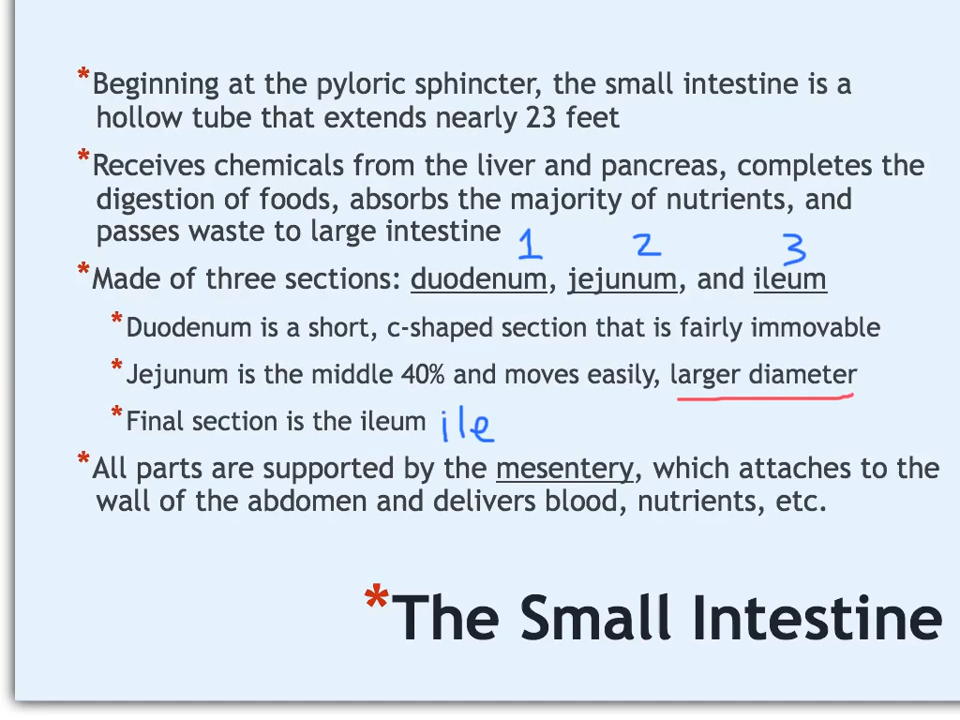 *Beginning at the pyloric sphincter, the small intestine is a
hollow tube that extends nearly 23 feet
*Receives chemicals from the liver and pancreas, completes the
digestion of foods, absorbs the majority of nutrients, and
passes waste to large intestine
1 2 3
*Made of three sections: duodenum, jejunum, and ileum
*Duodenum is a short, c-shaped section that is fairly immovable
*Jejunum is the middle 40% and moves easily, larger diameter
*Final section is the ileum ile
*All parts are supported by the mesentery, which attaches to the
wall of the abdomen and delivers blood, nutrients, etc.
*The Small Intestine